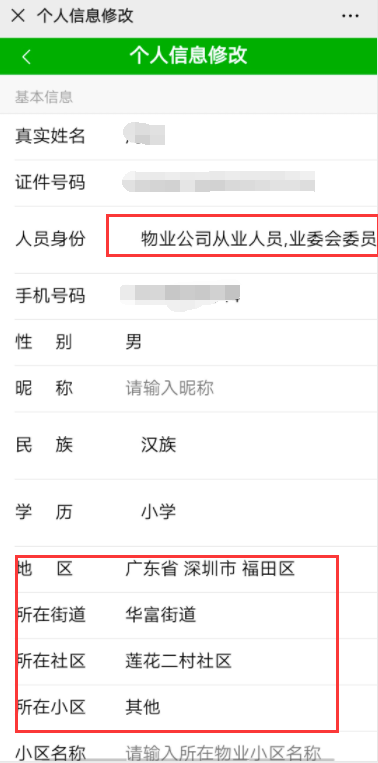 个人信息修改
个人信息修改
基本信息
真实姓名
证件号码
人员身份 物业公司从业人员,业委会委员
手机号码
性 别 男
昵 称 请输入昵称
民 族 汉族
学 历 小学
地 区 广东省 深圳市 福田区
所在街道 华富街道
所在社区 莲花二村社区
所在小区 其他
小区名称 请输入所在物业小区名称